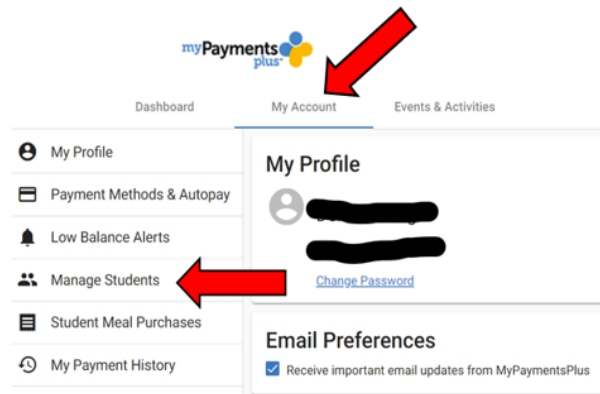 myPayments
plus
Dashboard My Account Events & Activities
My Profile
Payment Methods & Autopay
Low Balance Alerts
Manage Students
Student Meal Purchases
My Payment History
My Profile
Change Password
Email Preferences
Receive important email updates from MyPaymentsPlus